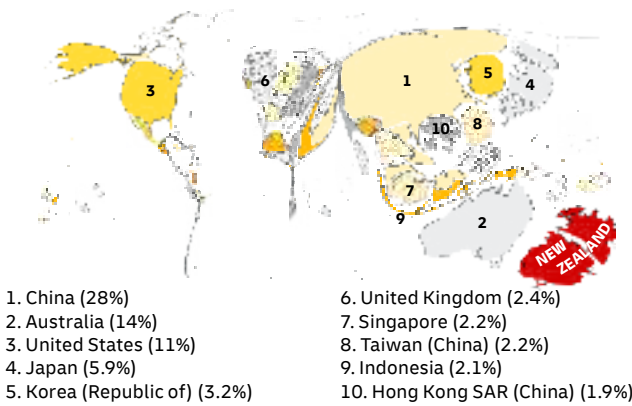 6
1
5
4
3
10
8
7
9
2
NEW
ZEALAND
1. China (28%)
2. Australia (14%)
3. United States (11%)
4. Japan (5.9%)
5. Korea (Republic of) (3.2%)
6. United Kingdom (2.4%)
7. Singapore (2.2%)
8. Taiwan (China) (2.2%)
9. Indonesia (2.1%)
10. Hong Kong SAR (China) (1.9%)